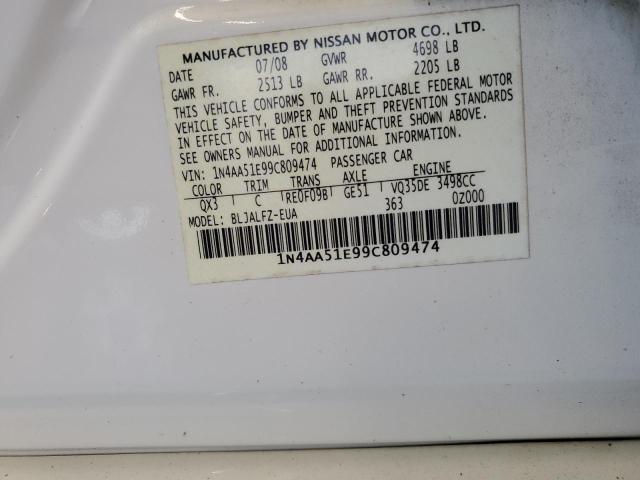 MANUFACTURED BY NISSAN MOTOR CO., LTD.
DATE 07/08 GVWR 4698 LB
GAWR FR. 2513 LB GAWR RR. 2205 LB
THIS VEHICLE CONFORMS TO ALL APPLICABLE FEDERAL MOTOR
VEHICLE SAFETY, BUMPER AND THEFT PREVENTION STANDARDS
IN EFFECT ON THE DATE OF MANUFACTURE SHOWN ABOVE.
SEE OWNERS MANUAL FOR ADDITIONAL INFORMATION.
VIN: 1N4AA51E99C809474 PASSENGER CAR
COLOR TRIM TRANS AXLE ENGINE
QX3 C RE0F09B GE51 VQ35DE 3498CC
MODEL: BLJALFZ-EUA 363 0Z000
1N4AA51E99C809474